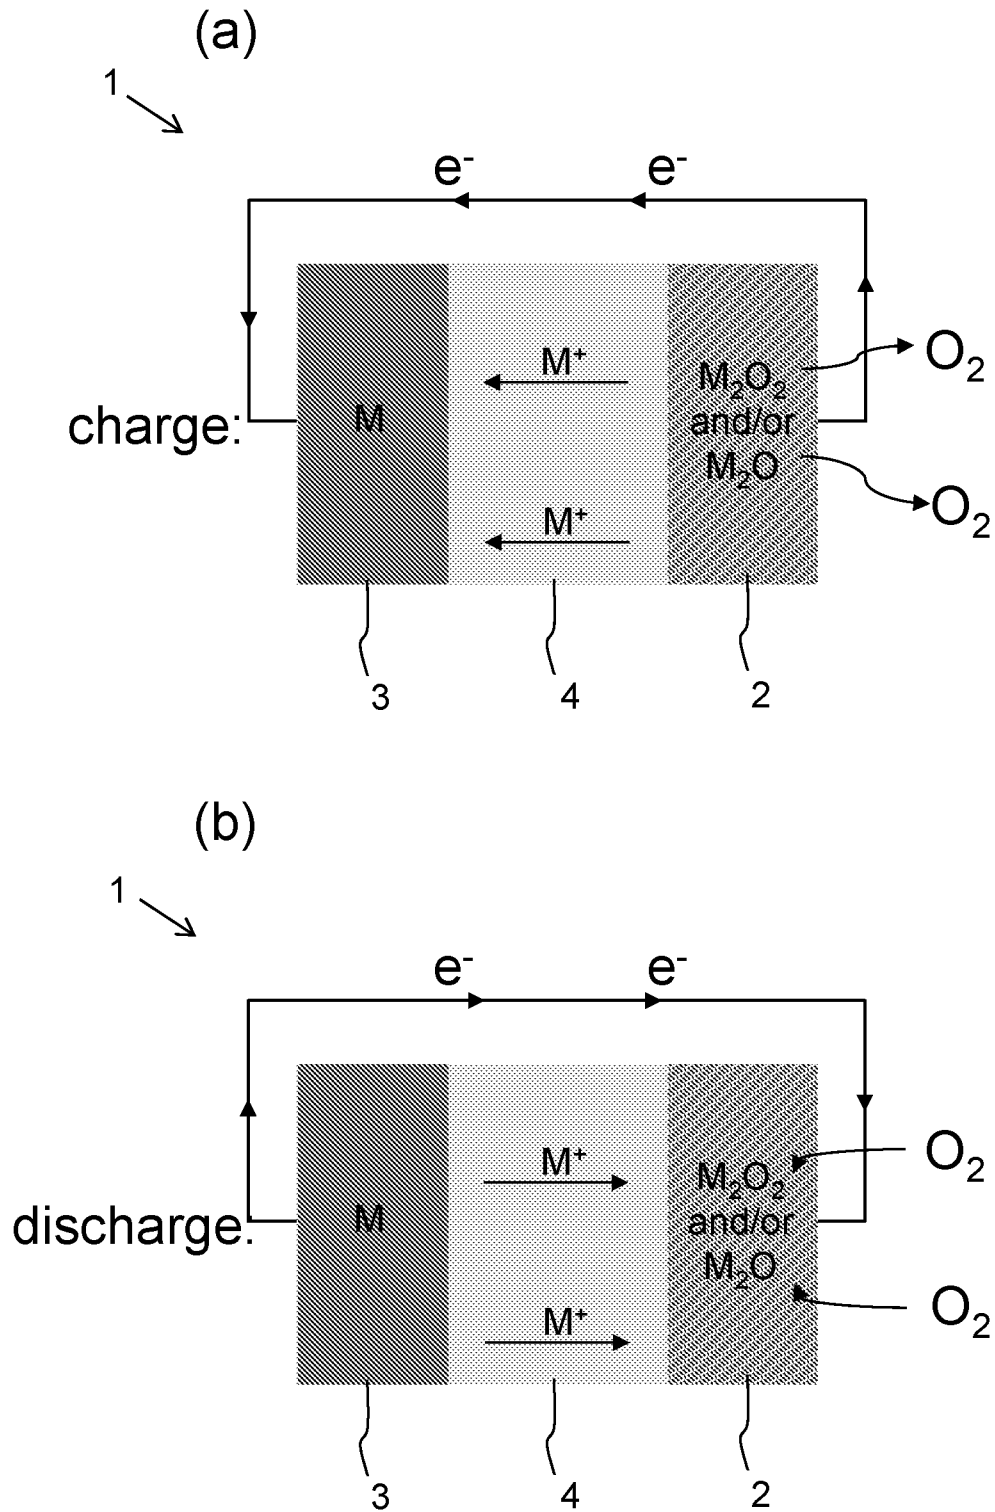 (a)
1
e⁻ e⁻
O₂
M⁺
M₂O₂
charge: M and/or
M₂O
O₂
M⁺
3 4 2
(b)
1
e⁻ e⁻
O₂
M⁺
M₂O₂
discharge: M and/or
M₂O
O₂
M⁺
3 4 2